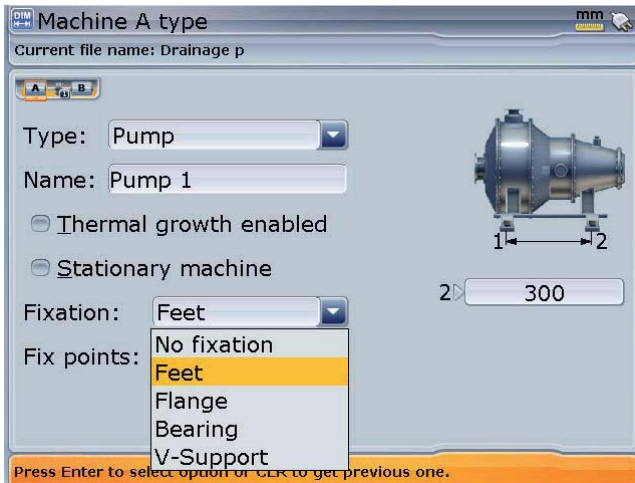 DIM
Machine A type
mm
Current file name: Drainage p
A B
Type: Pump
Name: Pump 1
Thermal growth enabled
Stationary machine
1 2
2 300
Fixation: Feet
Fix points:
No fixation
Feet
Flange
Bearing
V-Support
Press Enter to select option or CLR to get previous one.